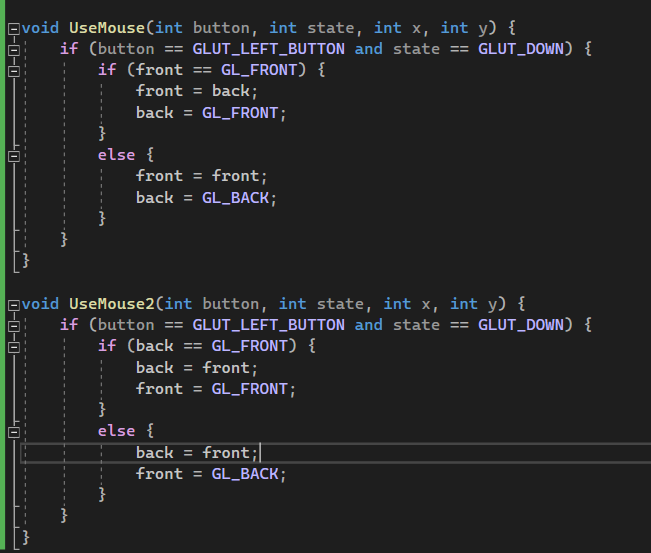 void UseMouse(int button, int state, int x, int y) {
    if (button == GLUT_LEFT_BUTTON and state == GLUT_DOWN) {
        if (front == GL_FRONT) {
            front = back;
            back = GL_FRONT;
        }
        else {
            front = front;
            back = GL_BACK;
        }
    }
}

void UseMouse2(int button, int state, int x, int y) {
    if (button == GLUT_LEFT_BUTTON and state == GLUT_DOWN) {
        if (back == GL_FRONT) {
            back = front;
            front = GL_FRONT;
        }
        else {
            back = front;
            front = GL_BACK;
        }
    }
}